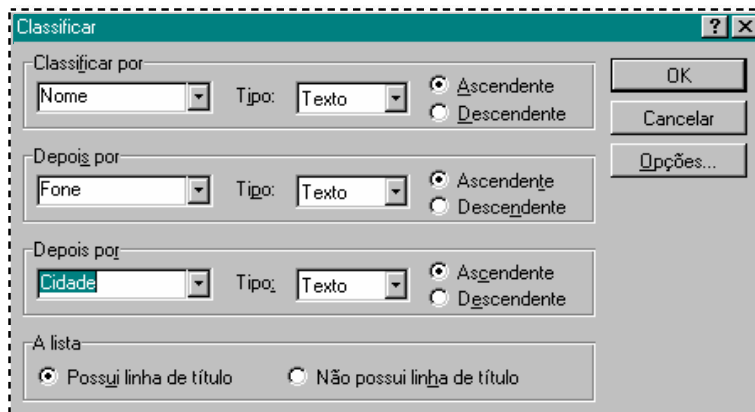 Classificar
Classificar por
Nome Tipo: Texto Ascendente
Descendente
OK
Cancelar
Opções...
Depois por
Fone Tipo: Texto Ascendente
Descendente
Depois por
Cidade Tipo: Texto Ascendente
Descendente
A lista
Possui linha de título Não possui linha de título